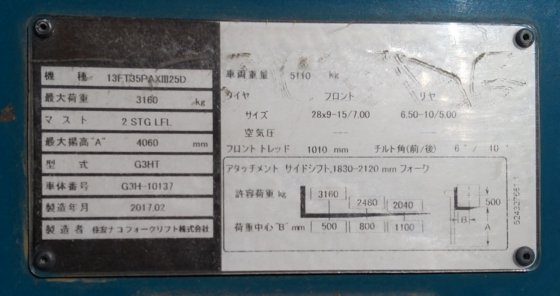 機種 13FT35PAXIII25D
最大荷重 3160 kg
マスト 2 STG LFL
最大揚高"A" 4060 mm
型式 G3HT
車体番号 G3H-10137
製造年月 2017.02
製造者 住友ナコフォークリフト株式会社
車両重量 5110 kg
タイヤ フロント リヤ
サイズ 28x9-15/7.00 6.50-10/5.00
空気圧
フロントトレッド 1010 mm チルト角(前/後) 6°/ 10°
アタッチメント サイドシフト,1830-2120 mm フォーク
許容荷重 kg 3160 2460 2040
荷重中心"B" mm 500 800 1100
500
B
A